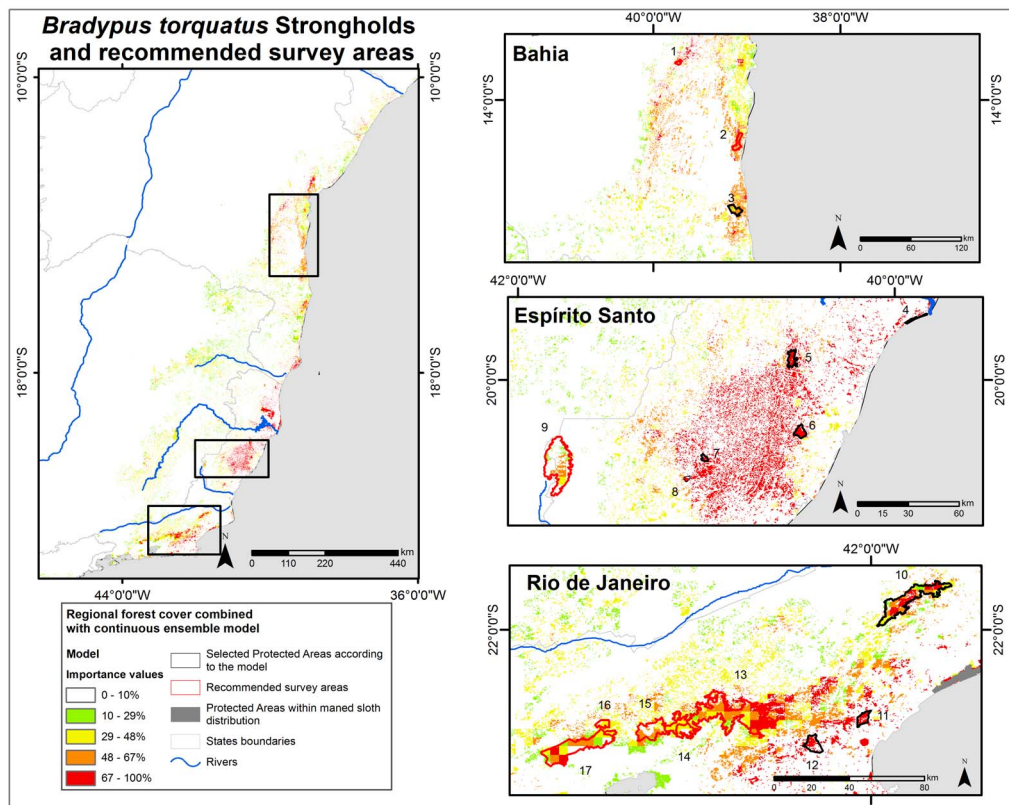 Bradypus torquatus Strongholds
and recommended survey areas
10°0'0"S
10°0'0"S
18°0'0"S
18°0'0"S
N
km
0 110 220 440
44°0'0"W
36°0'0"W
Regional forest cover combined
with continuous ensemble model
Model
Importance values
0 - 10%
10 - 29%
29 - 48%
48 - 67%
67 - 100%
Selected Protected Areas according
to the model
Recommended survey areas
Protected Areas within maned sloth
distribution
States boundaries
Rivers
40°0'0"W
38°0'0"W
Bahia
14°0'0"S
14°0'0"S
1
2
3
N
km
0 60 120
42°0'0"W
40°0'0"W
Espírito Santo
20°0'0"S
20°0'0"S
4
5
6
7
8
9
N
km
0 15 30 60
42°0'0"W
Rio de Janeiro
22°0'0"S
22°0'0"S
10
13
16
15
11
12
14
17
km
0 20 40 80
N
42°0'0"W